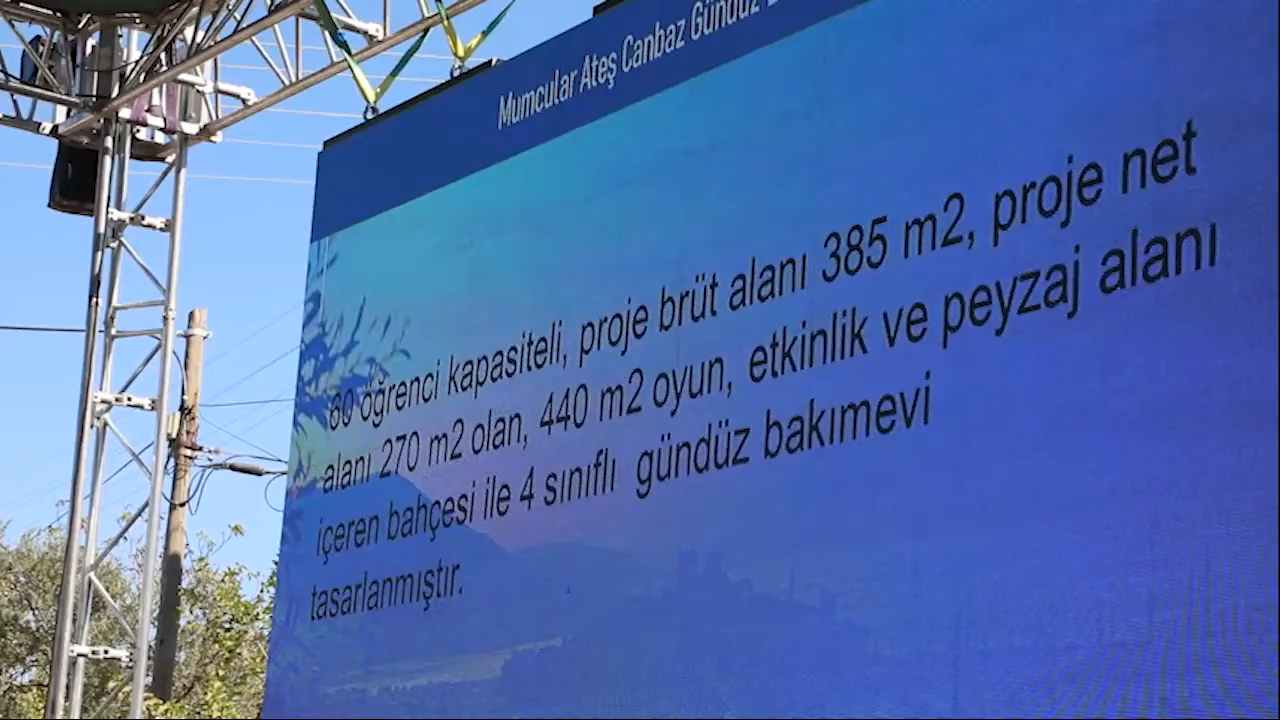 Mumcular Ateş Canbaz Gündüz
60 öğrenci kapasiteli, proje brüt alanı 385 m2, proje net
alanı 270 m2 olan, 440 m2 oyun, etkinlik ve peyzaj alanı
içeren bahçesi ile 4 sınıflı gündüz bakımevi
tasarlanmıştır.